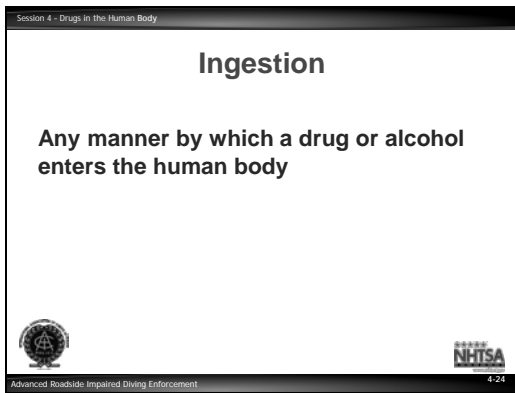 Session 4 - Drugs in the Human Body
Ingestion
Any manner by which a drug or alcohol
enters the human body
NHTSA
Advanced Roadside Impaired Diving Enforcement
4-24